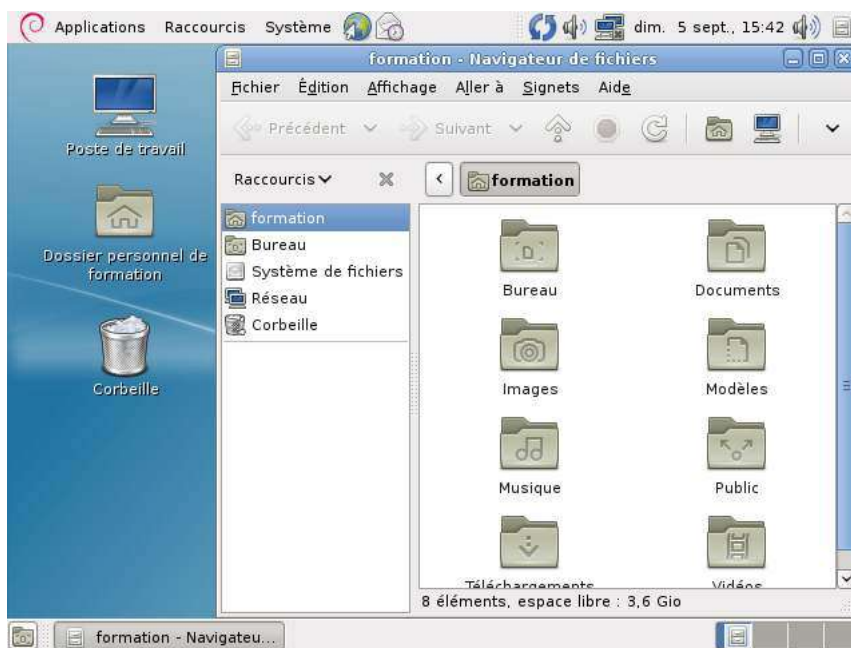 Applications Raccourcis Système dim. 5 sept., 15:42
formation - Navigateur de fichiers
Fichier Édition Affichage Aller à Signets Aide
Précédent Suivant
Raccourcis formation
formation
Bureau
Système de fichiers
Réseau
Corbeille
Poste de travail
Dossier personnel de
formation
Corbeille
Bureau Documents
Images Modèles
Musique Public
Téléchargements Vidéos
8 éléments, espace libre : 3,6 Gio
formation - Navigateu...